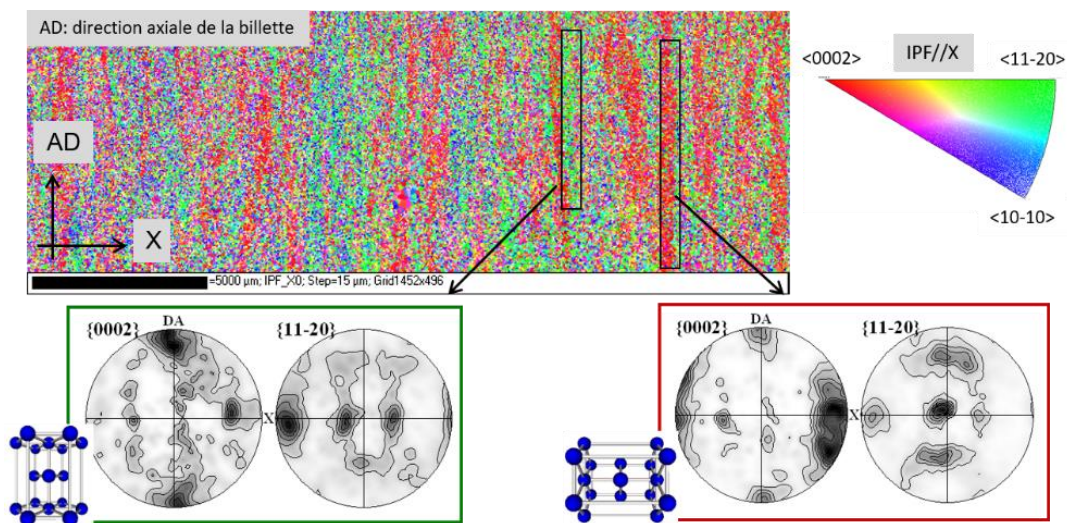 AD: direction axiale de la billette
<0002>
IPF//X
<11-20>
<10-10>
AD
X
=5000 µm; IPF_X0; Step=15 µm; Grid1452x496
{0002}
DA
{11-20}
X
{0002}
DA
{11-20}
X